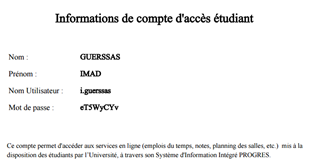 Informations de compte d'accès étudiant
Nom : GUERSSAS
Prénom : IMAD
Nom Utilisateur : i.guerssas
Mot de passe : eT5WyCYv
Ce compte permet d'accéder aux services en ligne (emplois du temps, notes, planning des salles, etc.) mis à la
disposition des étudiants par l'Université, à travers son Système d'Information Intégré PROGRES.